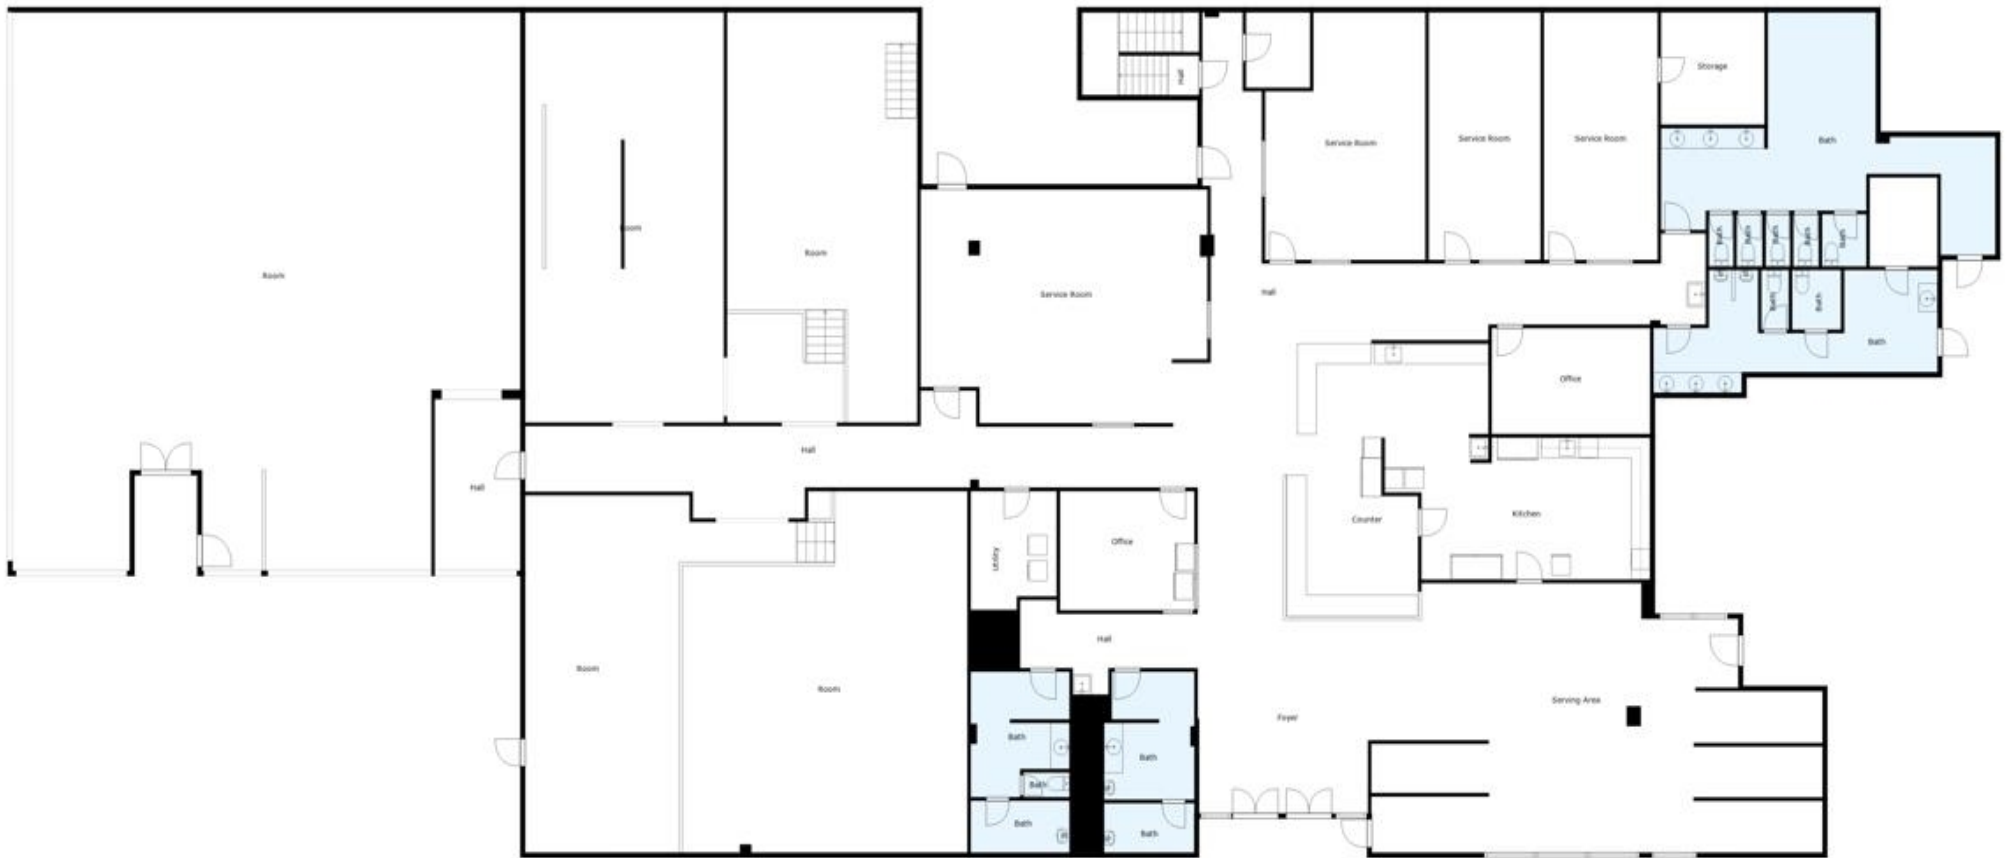 Hall
Storage
Service Room
Service Room
Service Room
Bath
Room
Room
Room
Service Room
Hall
Bath
Bath
Bath
Bath
Bath
Bath
Bath
Bath
Office
Hall
Hall
Counter
Kitchen
Utility
Office
Hall
Room
Room
Foyer
Serving Area
Bath
Bath
Bath
Bath
Bath